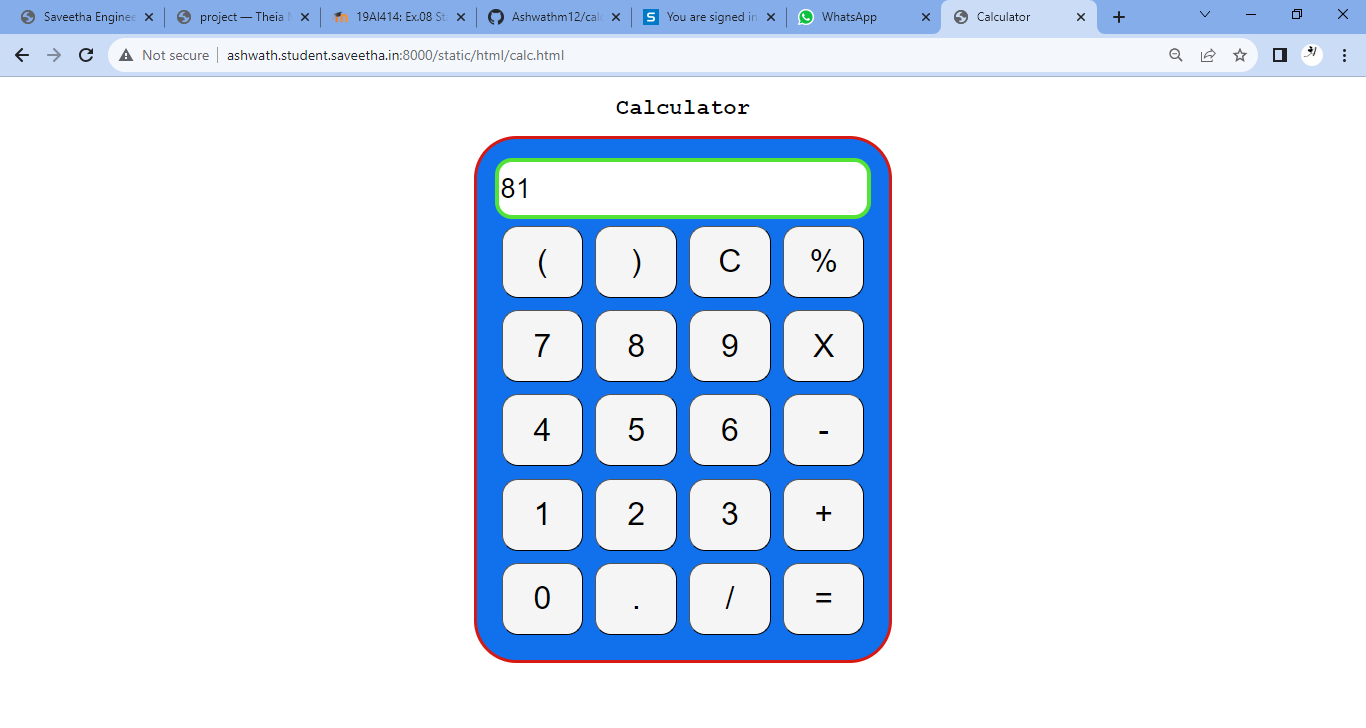 Saveetha Enginee project — Theia 19AI414: Ex.08 St Ashwathm12/cal You are signed in WhatsApp Calculator
Not secure ashwath.student.saveetha.in:8000/static/html/calc.html
Calculator
81
( ) C %
7 8 9 X
4 5 6 -
1 2 3 +
0 . / =